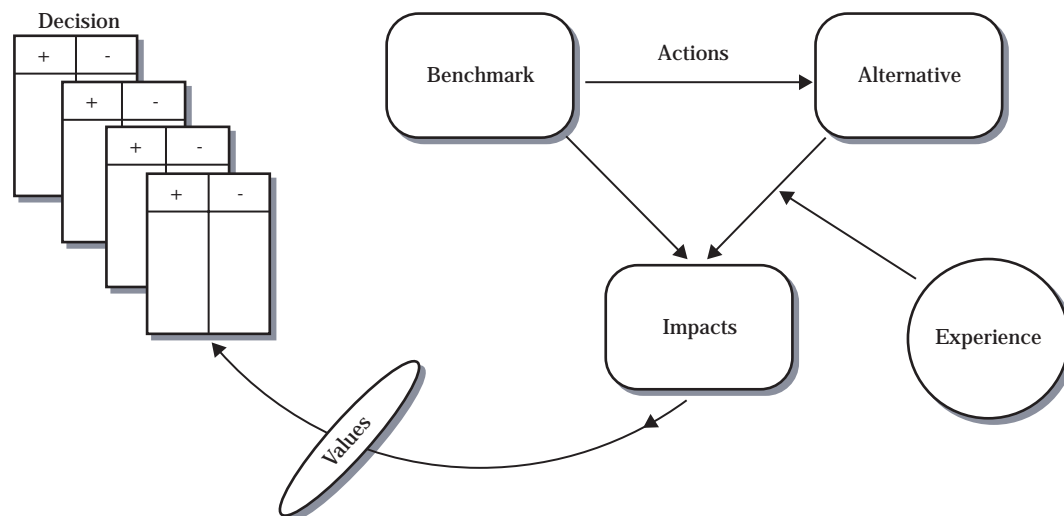 Decision
+ -
+ -
+ -
+ -
Benchmark
Actions
Alternative
Impacts
Experience
Values